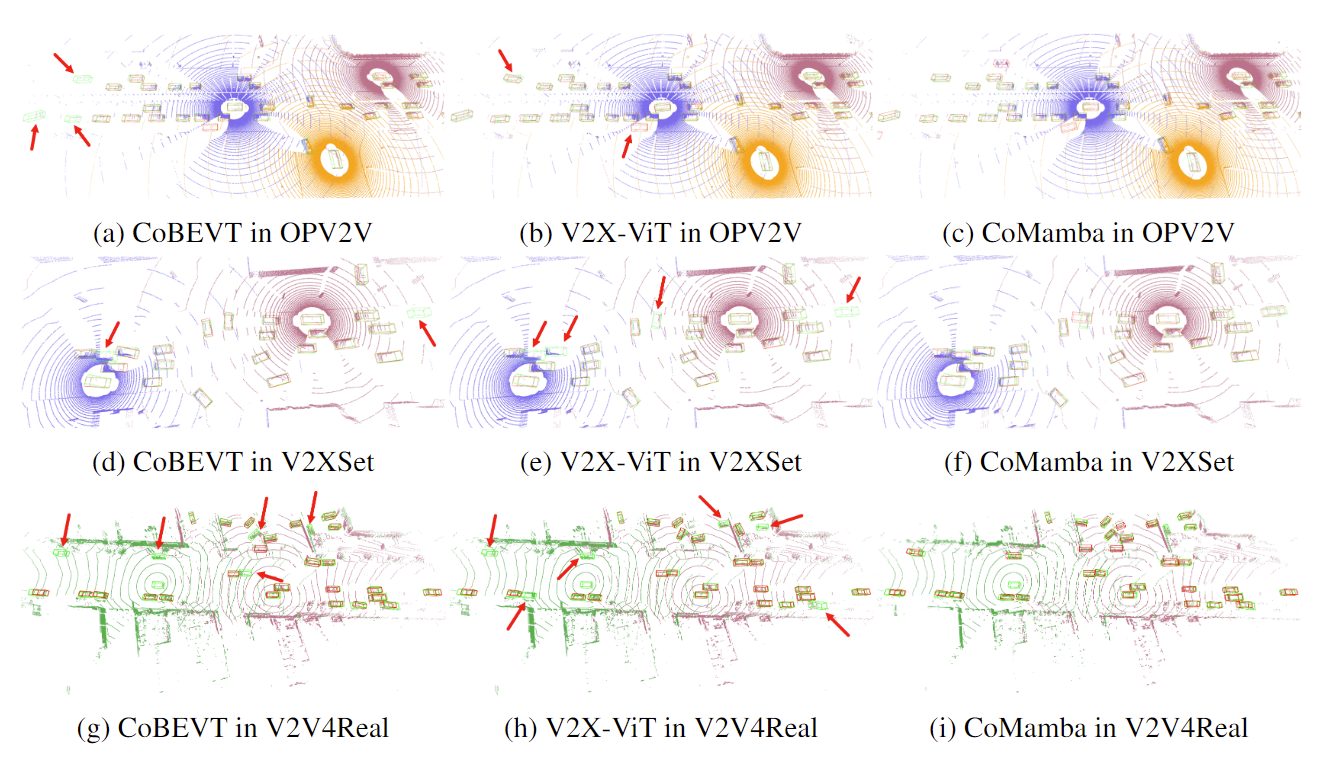 (a) CoBEVT in OPV2V
(b) V2X-ViT in OPV2V
(c) CoMamba in OPV2V
(d) CoBEVT in V2XSet
(e) V2X-ViT in V2XSet
(f) CoMamba in V2XSet
(g) CoBEVT in V2V4Real
(h) V2X-ViT in V2V4Real
(i) CoMamba in V2V4Real